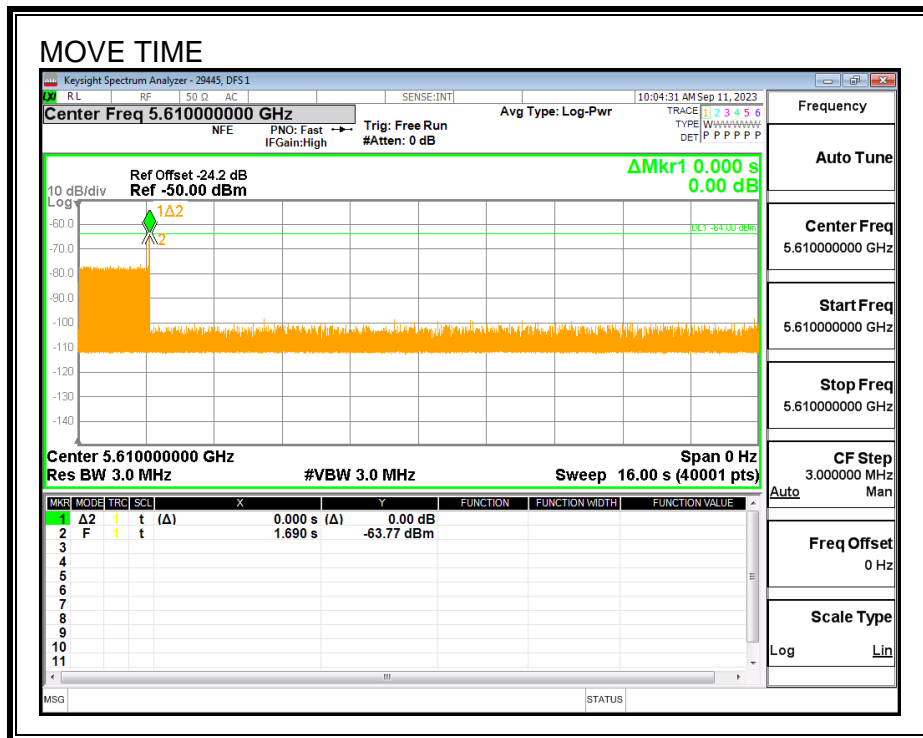 MOVE TIME
Keysight Spectrum Analyzer - 29445, DFS 1
LXI RL RF 50 Ω AC SENSE:INT 10:04:31 AM Sep 11, 2023
Center Freq 5.610000000 GHz Avg Type: Log-Pwr TRACE 1 2 3 4 5 6
NFE PNO: Fast Trig: Free Run TYPE WWWWWW
IFGain:High #Atten: 0 dB DET P P P P P P
ΔMkr1 0.000 s
Ref Offset -24.2 dB
10 dB/div Ref -50.00 dBm 0.00 dB
Log
1Δ2
-60.0
DL1 -64.00 dBm
2
-70.0
-80.0
-90.0
-100
-110
-120
-130
-140
Center 5.610000000 GHz Span 0 Hz
Res BW 3.0 MHz #VBW 3.0 MHz Sweep 16.00 s (40001 pts)
MKR MODE TRC SCL X Y FUNCTION FUNCTION WIDTH FUNCTION VALUE
1 Δ2 1 t (Δ) 0.000 s (Δ) 0.00 dB
2 F 1 t 1.690 s -63.77 dBm
3
4
5
6
7
8
9
10
11
MSG STATUS
Frequency
Auto Tune
Center Freq
5.610000000 GHz
Start Freq
5.610000000 GHz
Stop Freq
5.610000000 GHz
CF Step
3.000000 MHz
Auto Man
Freq Offset
0 Hz
Scale Type
Log Lin